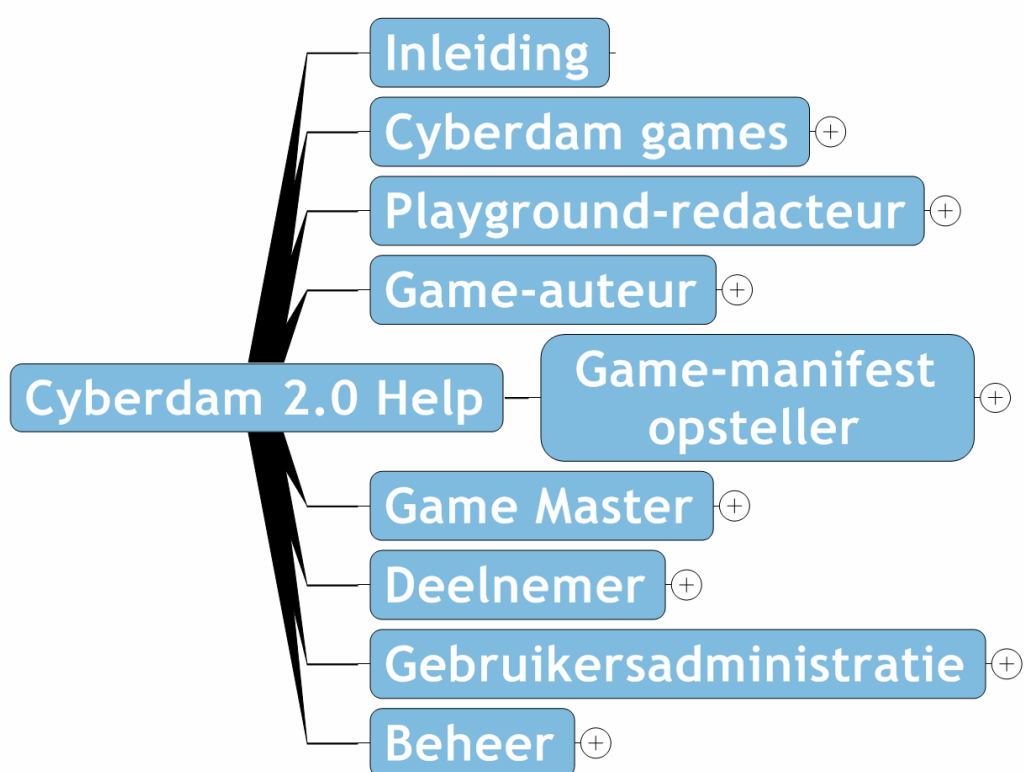 Inleiding
Cyberdam games
Playground-redacteur
Game-auteur
Cyberdam 2.0 Help
Game-manifest
opsteller
Game Master
Deelnemer
Gebruikersadministratie
Beheer